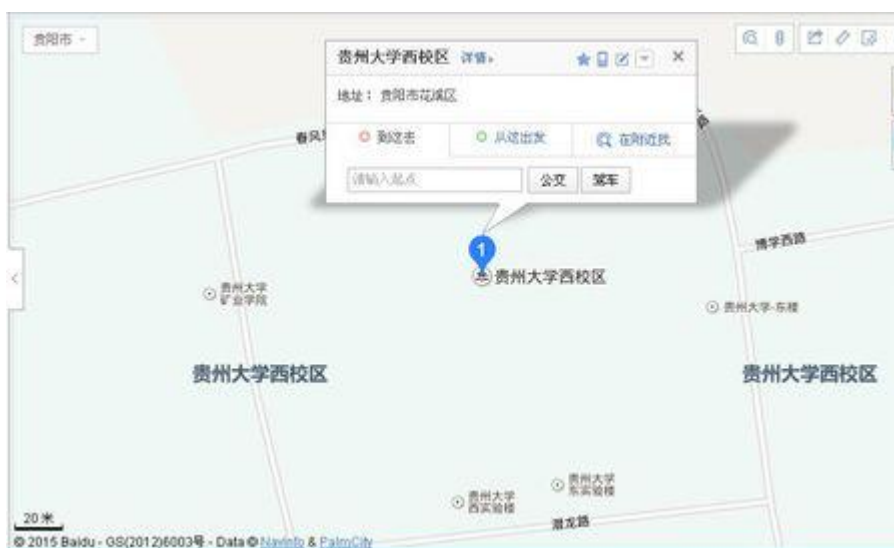 贵阳市
贵州大学西校区 详情»
地址： 贵阳市花溪区
春风
到这去
从这出发
在附近找
请输入起点
公交
驾车
博学西路
1
贵州大学西校区
贵州大学
矿业学院
贵州大学-东楼
贵州大学西校区
贵州大学西校区
贵州大学
东实验楼
贵州大学
西实验楼
潜龙路
20 米
© 2015 Baidu - GS(2012)6003号 - Data © NavInfo & PalmCity